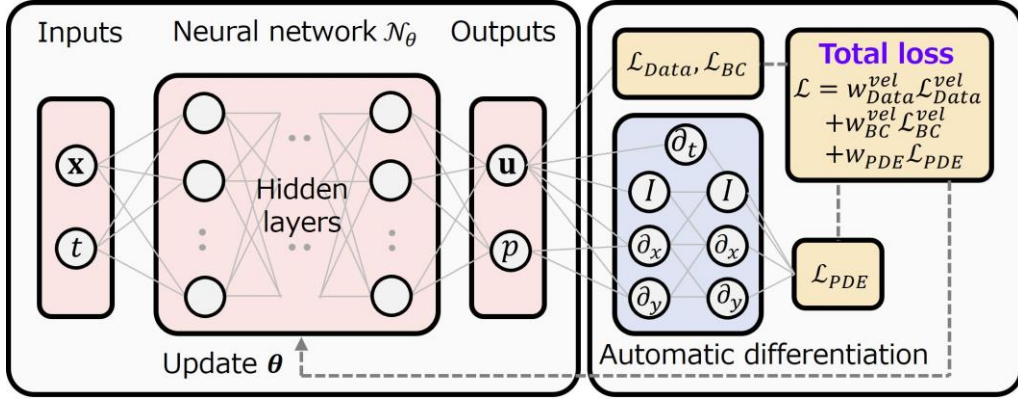 Inputs
Neural network 𝒩_θ
Outputs
x
t
Hidden
layers
u
p
Update θ
ℒ_Data, ℒ_BC
Total loss
ℒ = w_Data^vel ℒ_Data^vel
+w_BC^vel ℒ_BC^vel
+w_PDE ℒ_PDE
∂_t
I I
∂_x ∂_x
∂_y ∂_y
ℒ_PDE
Automatic differentiation